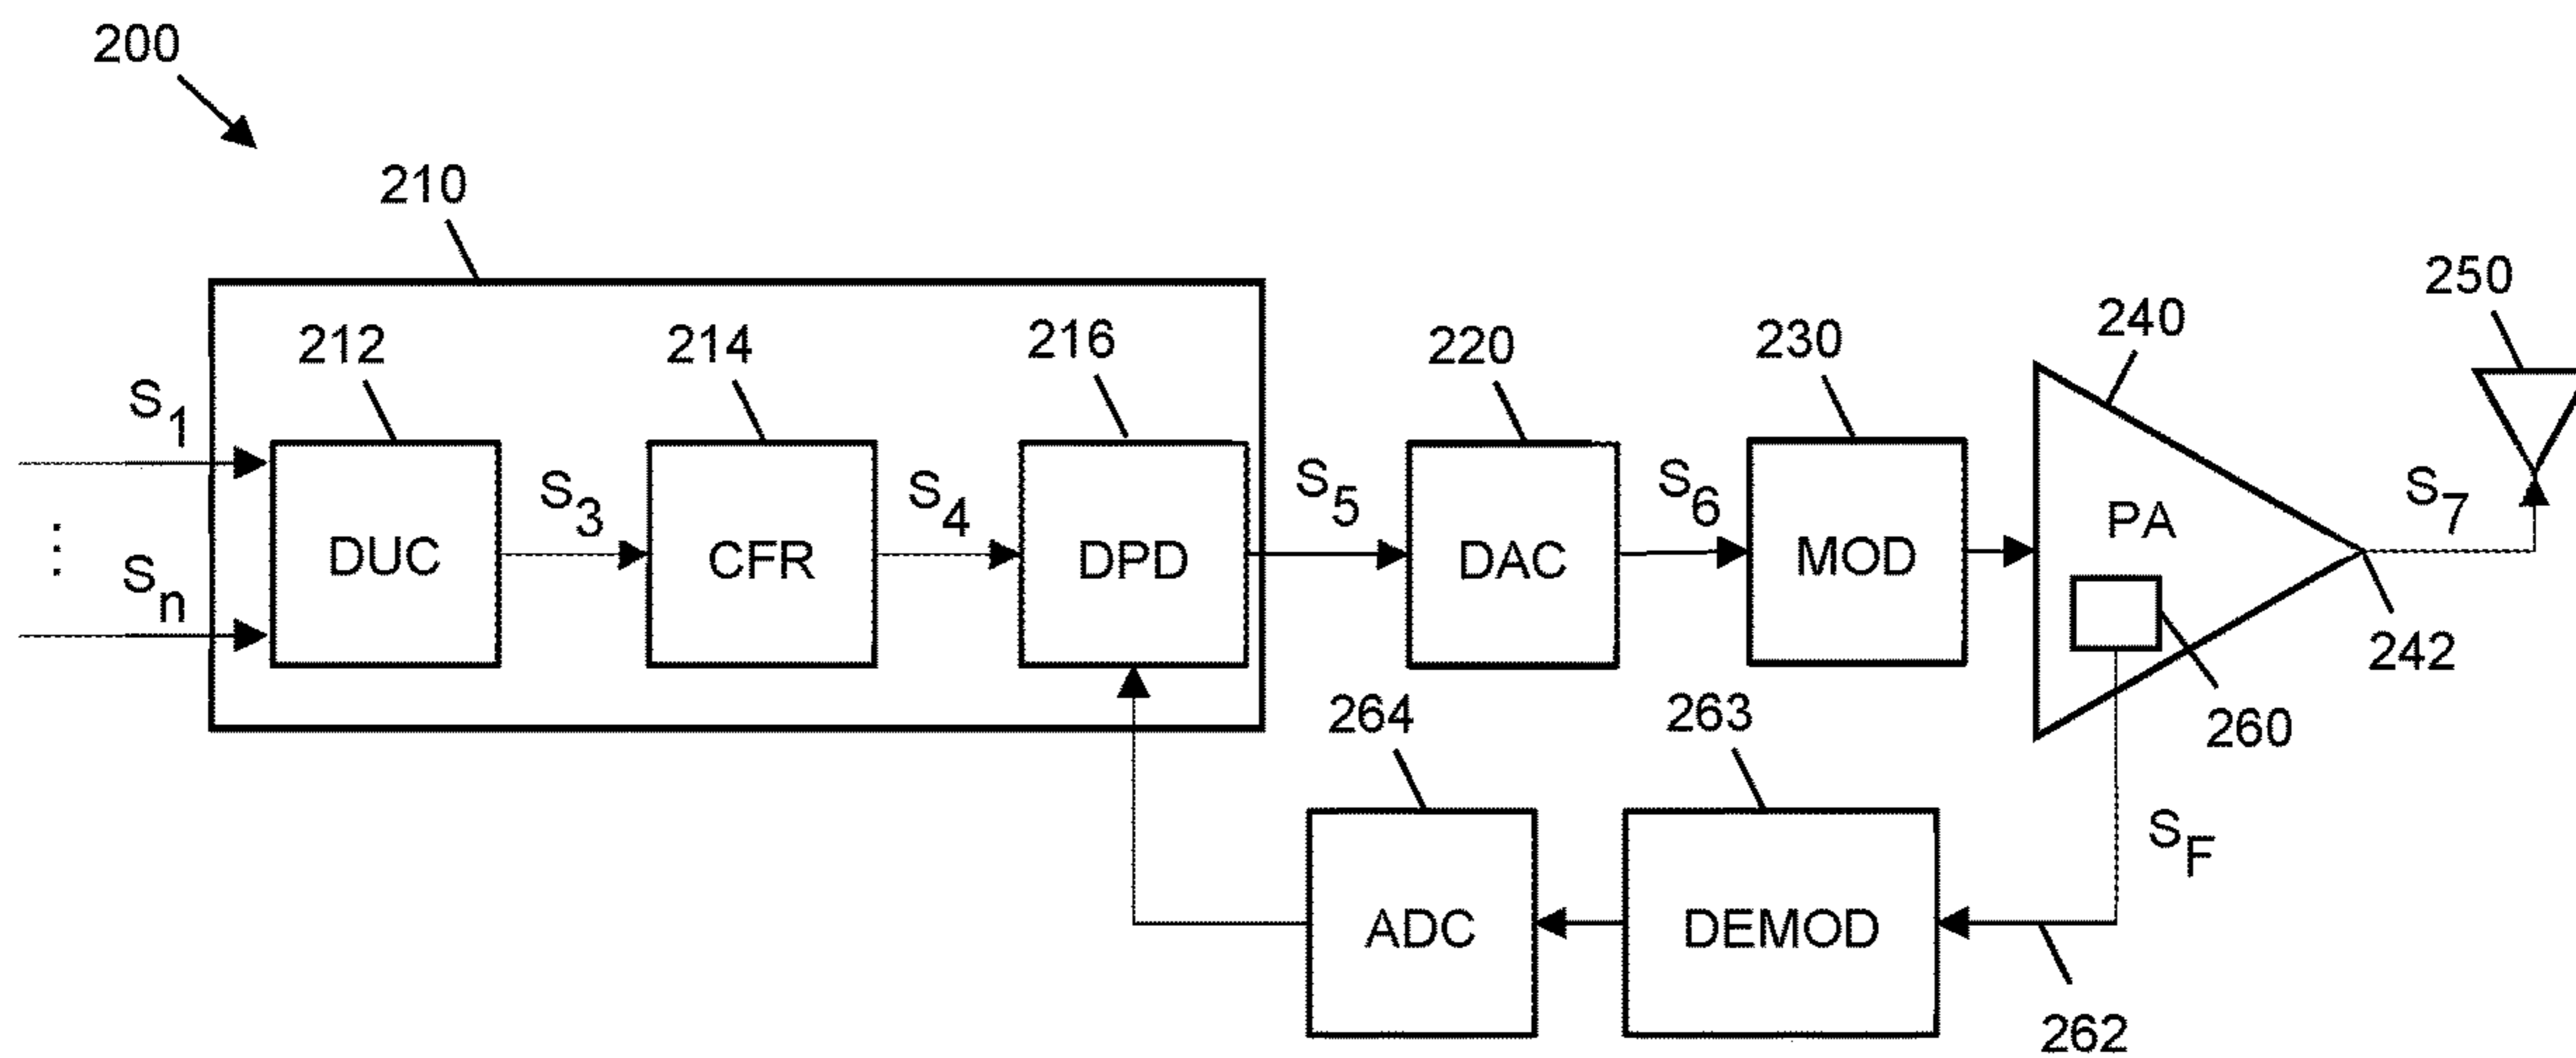 200
210
250
240
212
214
216
220
230
S1
S3
S4
S5
S6
S7
DUC
CFR
DPD
DAC
MOD
PA
⋮
Sn
242
264
263
260
SF
ADC
DEMOD
262